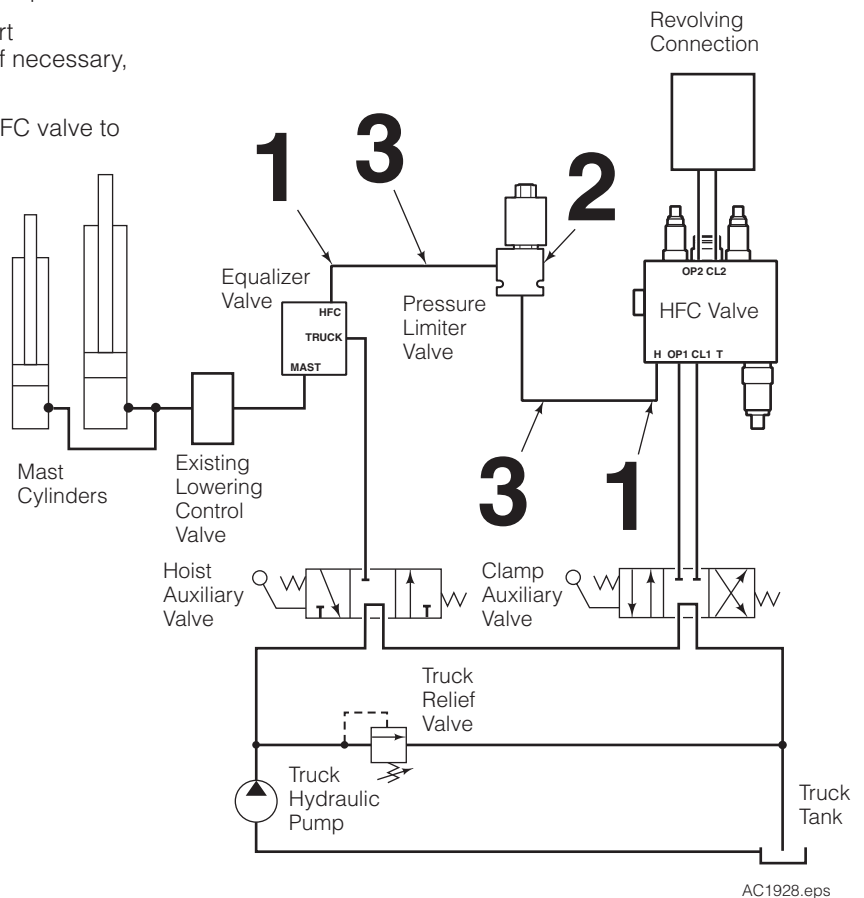 rt
f necessary,
FC valve to
Revolving
Connection
1
3
2
Equalizer
Valve
HFC
TRUCK
MAST
Pressure
Limiter
Valve
OP2 CL2
HFC Valve
H OP1 CL1 T
3
1
Mast
Cylinders
Existing
Lowering
Control
Valve
Hoist
Auxiliary
Valve
Clamp
Auxiliary
Valve
Truck
Relief
Valve
Truck
Hydraulic
Pump
Truck
Tank
AC1928.eps